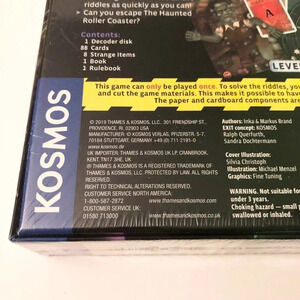 riddles as quickly as you can!
• Can you escape The Haunted
Roller Coaster?
Contents:
1 Decoder disk
88 Cards
8 Strange Items
1 Book
1 Rulebook
A
LEVEL
This game can only be played once. To solve the riddles, you
and cut the game materials. This makes it possible to have
The paper and cardboard components are
KOSMOS
© 2019 THAMES & KOSMOS, LLC. 301 FRIENDSHIP ST.,
PROVIDENCE, RI, 02903 USA
© KOSMOS VERLAG, PFIZERSTR. 5-7,
70184 STUTTGART, GERMANY +49 (0) 711 2191-0
www.kosmos.de
UK IMPORTER: THAMES & KOSMOS UK LP, CRANBROOK,
KENT, TN17 3HE, UK
® THAMES & KOSMOS IS A REGISTERED TRADEMARK OF
THAMES & KOSMOS, LLC. PROTECTED BY LAW. ALL RIGHTS
RESERVED.
RIGHT TO TECHNICAL ALTERATIONS RESERVED.
CUSTOMER SERVICE NORTH AMERICA:
1-800-587-2872
www.thamesandkosmos.com
CUSTOMER SERVICE UK:
01580 713000
www.thamesandkosmos
Authors: Inka & Markus Brand
EXIT concept: KOSMOS
Ralph Querfurth,
Sandra Dochtermann
Cover Illustration:
Silvia Christoph
Illustration: Michael Menzel
Graphics: Fine Tuning
WARNING. Not suitable for
under 3 years.
Choking hazard — small
swallowed or inhaled.